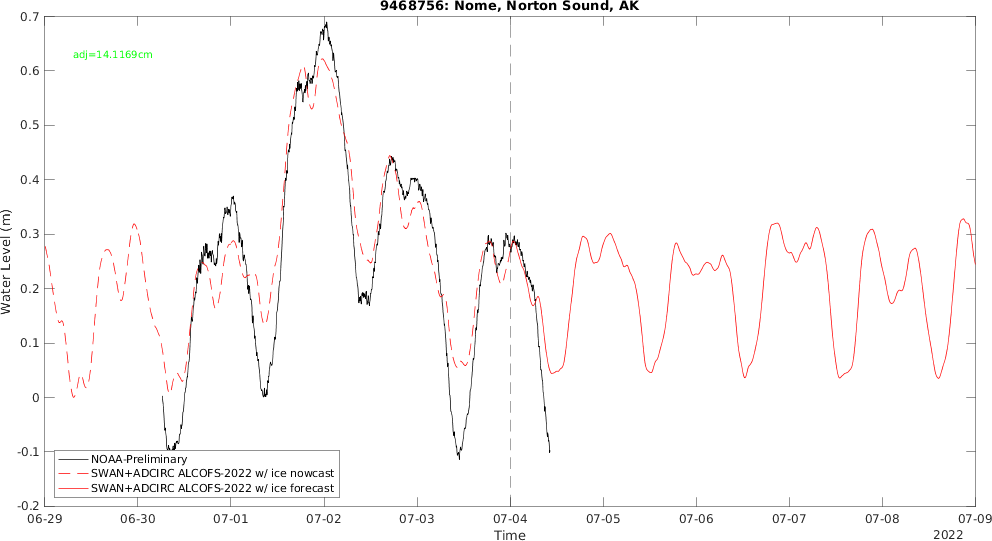 9468756: Nome, Norton Sound, AK
adj=14.1169cm
Water Level (m)
0.7
0.6
0.5
0.4
0.3
0.2
0.1
0
-0.1
-0.2
NOAA-Preliminary
SWAN+ADCIRC ALCOFS-2022 w/ ice nowcast
SWAN+ADCIRC ALCOFS-2022 w/ ice forecast
06-29 06-30 07-01 07-02 07-03 07-04 07-05 07-06 07-07 07-08 07-09
Time
2022